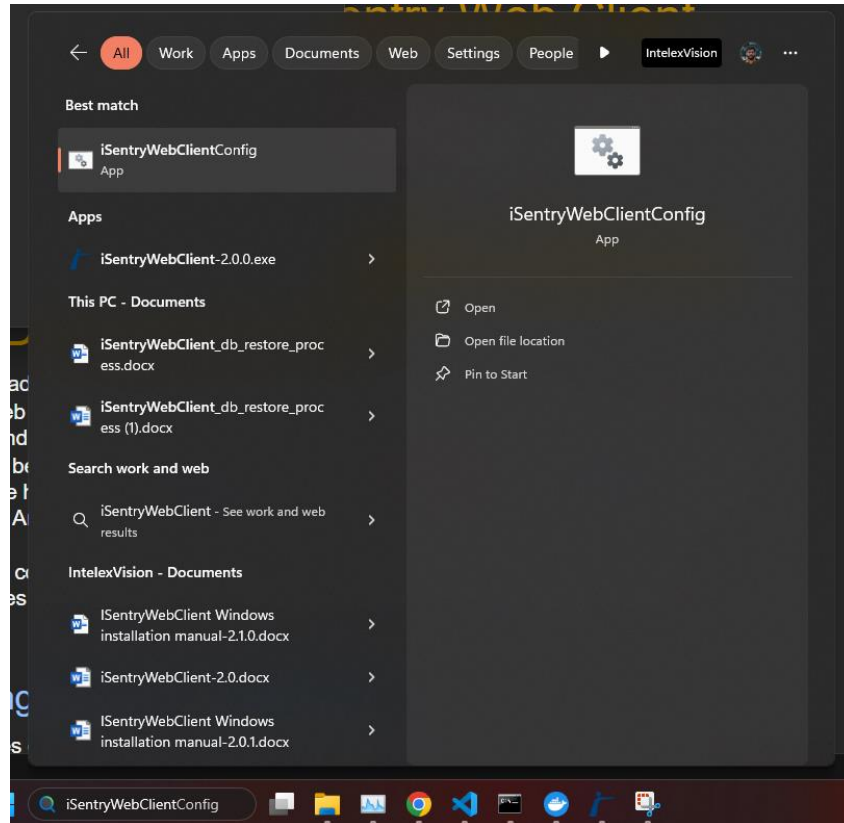 entry Web Client
All Work Apps Documents Web Settings People IntelexVision
Best match
iSentryWebClientConfig
App
iSentryWebClientConfig
App
Apps
iSentryWebClient-2.0.0.exe
This PC - Documents
iSentryWebClient_db_restore_proc
ess.docx
iSentryWebClient_db_restore_proc
ess (1).docx
Search work and web
iSentryWebClient - See work and web
results
IntelexVision - Documents
ISentryWebClient Windows
installation manual-2.1.0.docx
iSentryWebClient-2.0.docx
ISentryWebClient Windows
installation manual-2.0.1.docx
Open
Open file location
Pin to Start
iSentryWebClientConfig